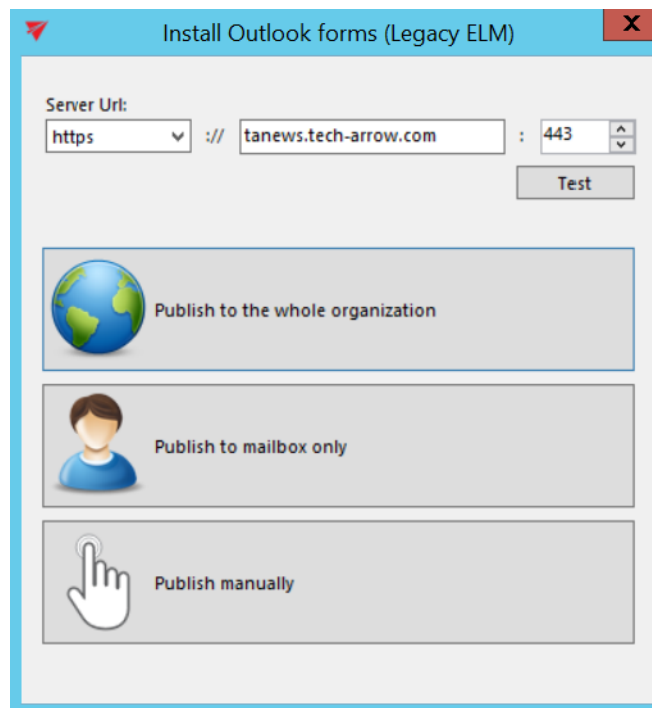 Install Outlook forms (Legacy ELM)
X
Server Url:
https :// tanews.tech-arrow.com : 443
Test
Publish to the whole organization
Publish to mailbox only
Publish manually